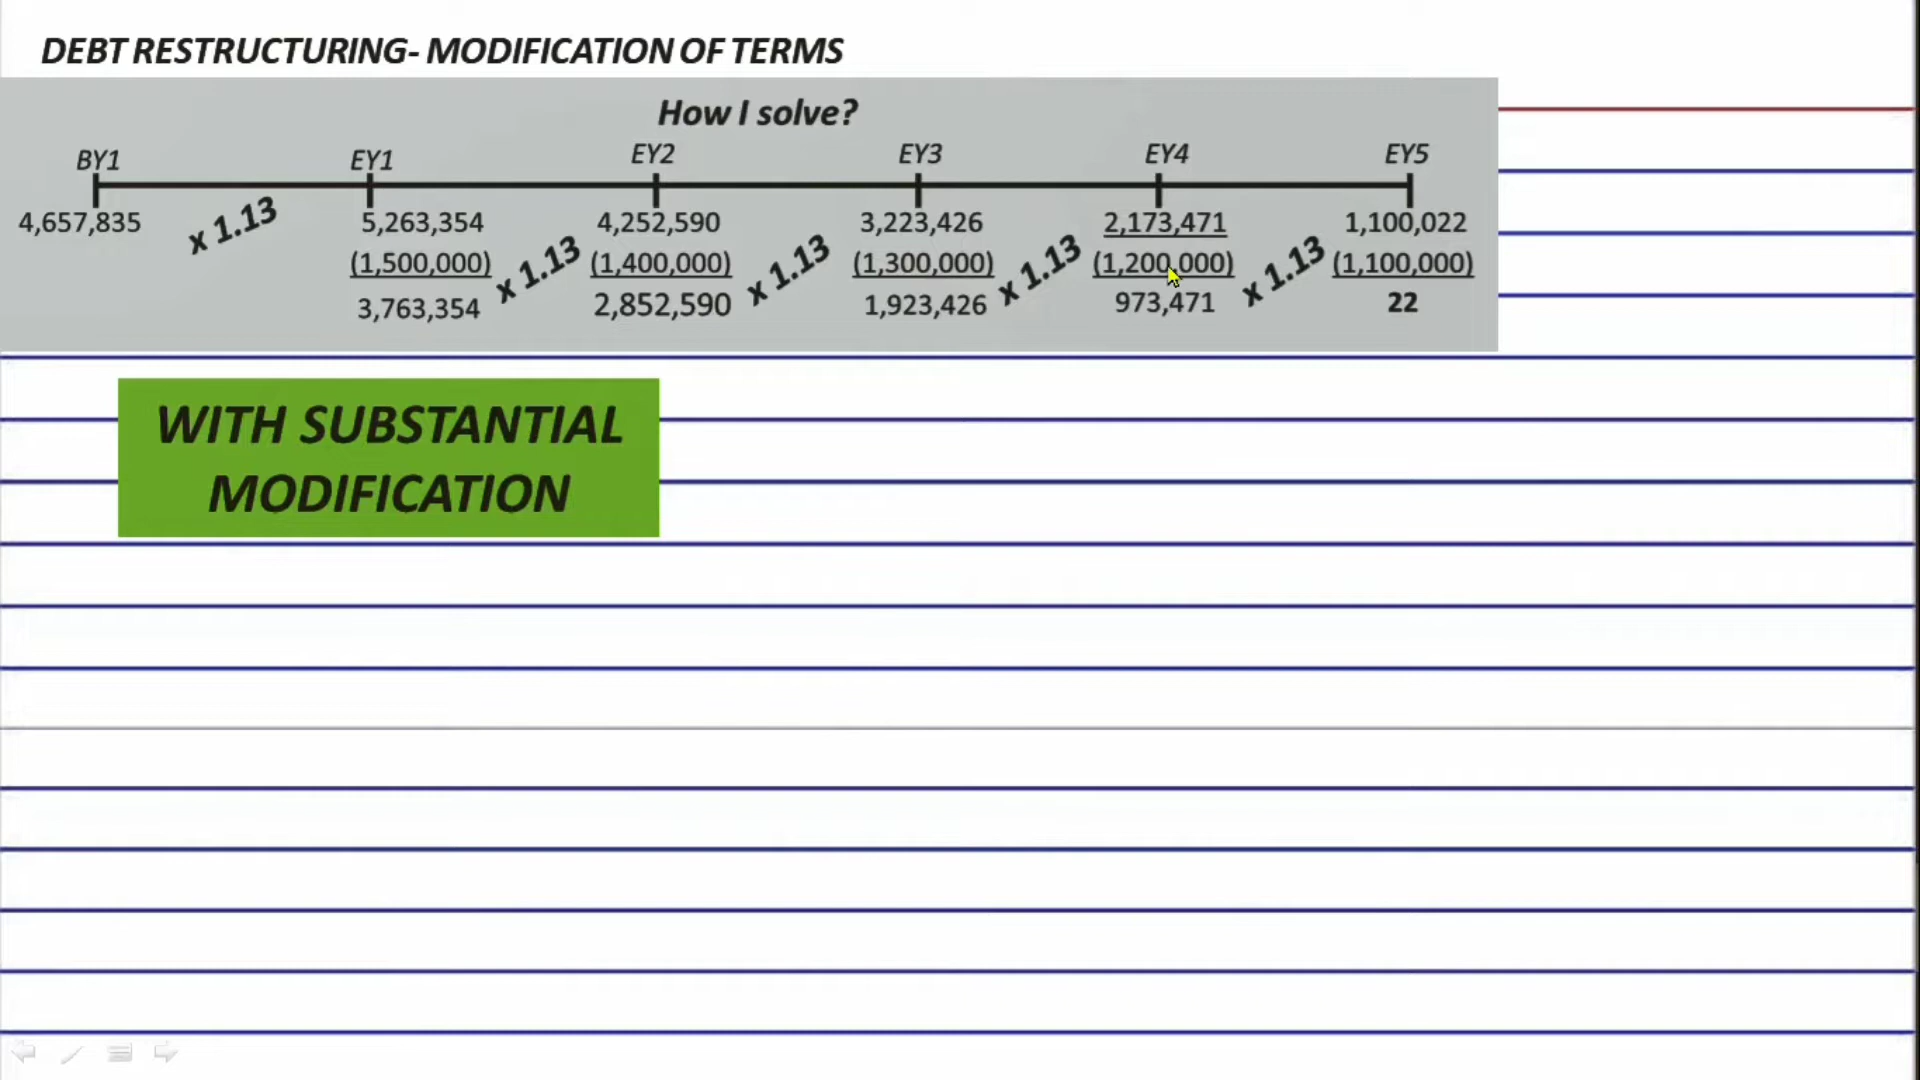 DEBT RESTRUCTURING- MODIFICATION OF TERMS
How I solve?
BY1 EY1 EY2 EY3 EY4 EY5
4,657,835 x 1.13 5,263,354 4,252,590 3,223,426 2,173,471 1,100,022
(1,500,000) x 1.13 (1,400,000) x 1.13 (1,300,000) x 1.13 (1,200,000) x 1.13 (1,100,000)
3,763,354 2,852,590 1,923,426 973,471 22
WITH SUBSTANTIAL
MODIFICATION